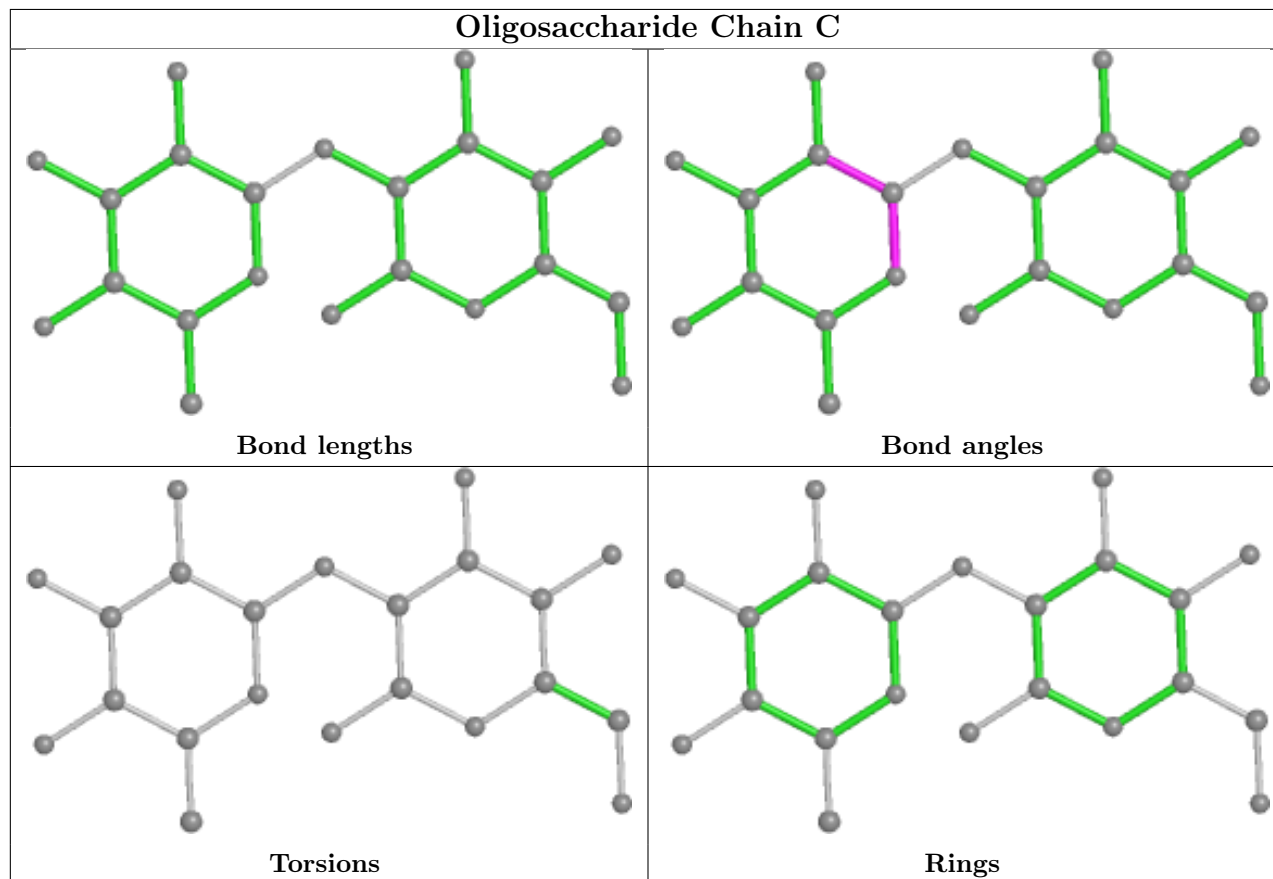 Oligosaccharide Chain C
Bond lengths
Bond angles
Torsions
Rings